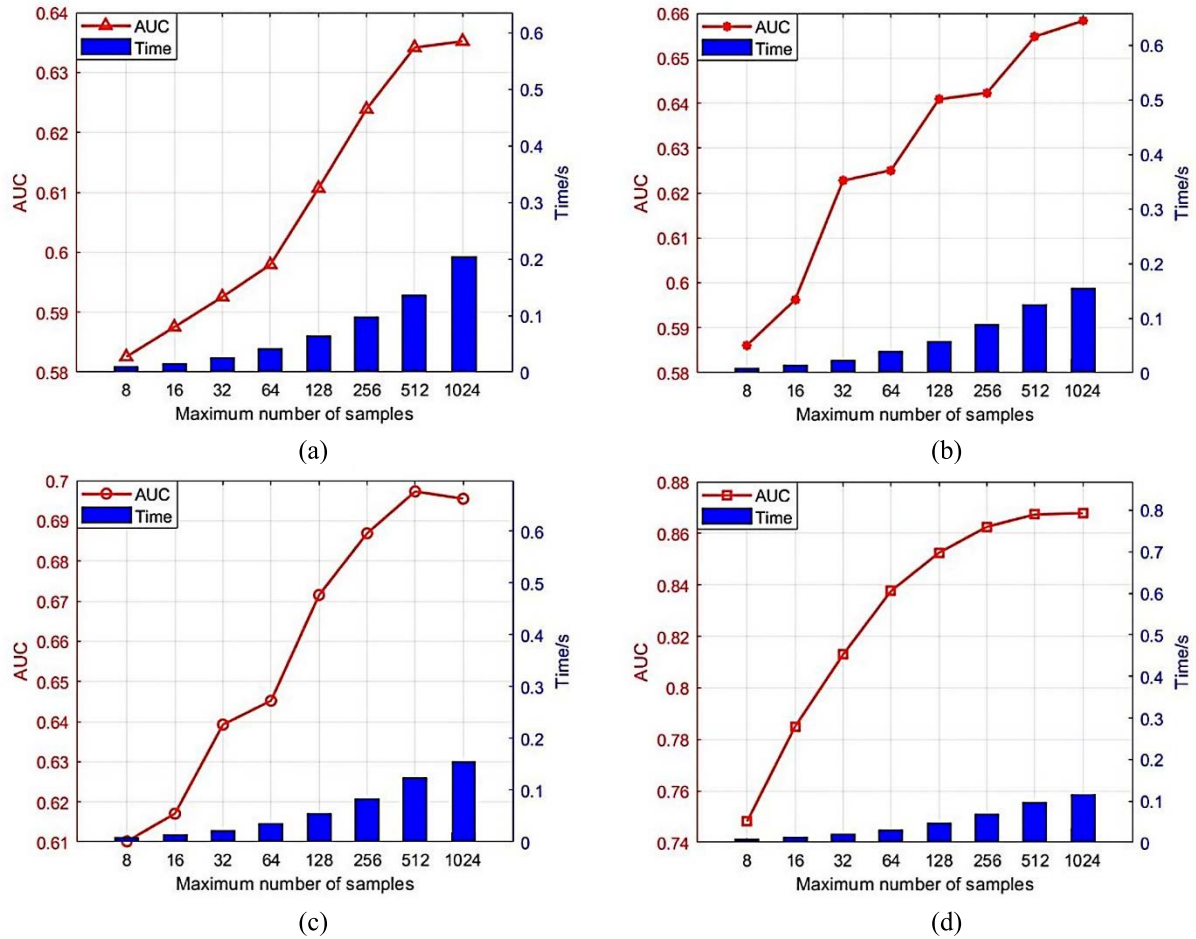 AUC
Time
0.64
0.63
0.62
0.61
0.6
0.59
0.58
AUC
0.6
0.5
0.4
0.3
0.2
0.1
0
Time/s
8 16 32 64 128 256 512 1024
Maximum number of samples
(a)
AUC
Time
0.66
0.65
0.64
0.63
0.62
0.61
0.6
0.59
0.58
AUC
0.6
0.5
0.4
0.3
0.2
0.1
0
Time/s
8 16 32 64 128 256 512 1024
Maximum number of samples
(b)
AUC
Time
0.7
0.69
0.68
0.67
0.66
0.65
0.64
0.63
0.62
0.61
AUC
0.6
0.5
0.4
0.3
0.2
0.1
0
Time/s
8 16 32 64 128 256 512 1024
Maximum number of samples
(c)
AUC
Time
0.88
0.86
0.84
0.82
0.8
0.78
0.76
0.74
AUC
0.8
0.7
0.6
0.5
0.4
0.3
0.2
0.1
0
Time/s
8 16 32 64 128 256 512 1024
Maximum number of samples
(d)